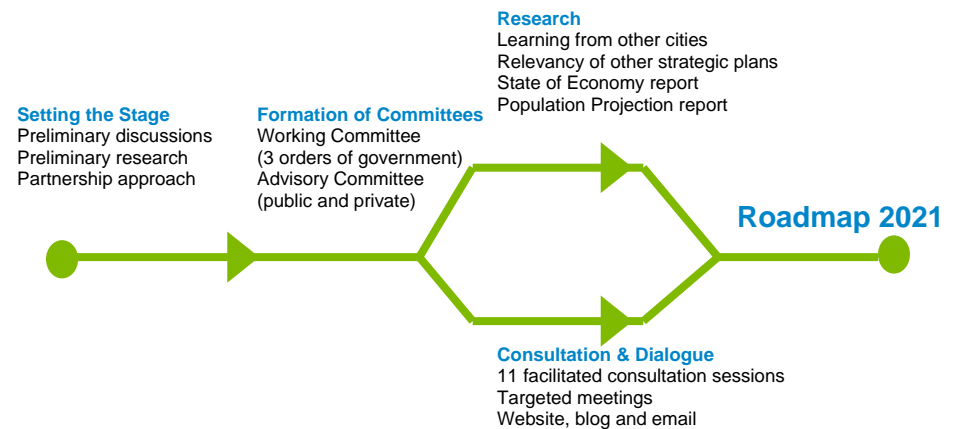 Setting the Stage
Preliminary discussions
Preliminary research
Partnership approach
Formation of Committees
Working Committee
(3 orders of government)
Advisory Committee
(public and private)
Research
Learning from other cities
Relevancy of other strategic plans
State of Economy report
Population Projection report
Consultation & Dialogue
11 facilitated consultation sessions
Targeted meetings
Website, blog and email
Roadmap 2021